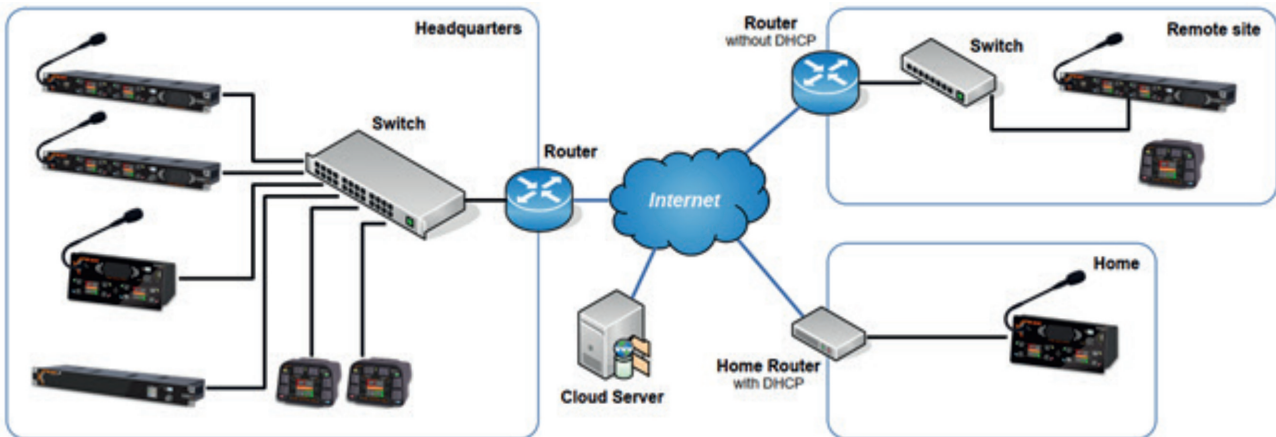 Headquarters
Switch
Router
Internet
Cloud Server
Router
without DHCP
Switch
Remote site
Home
Home Router
with DHCP